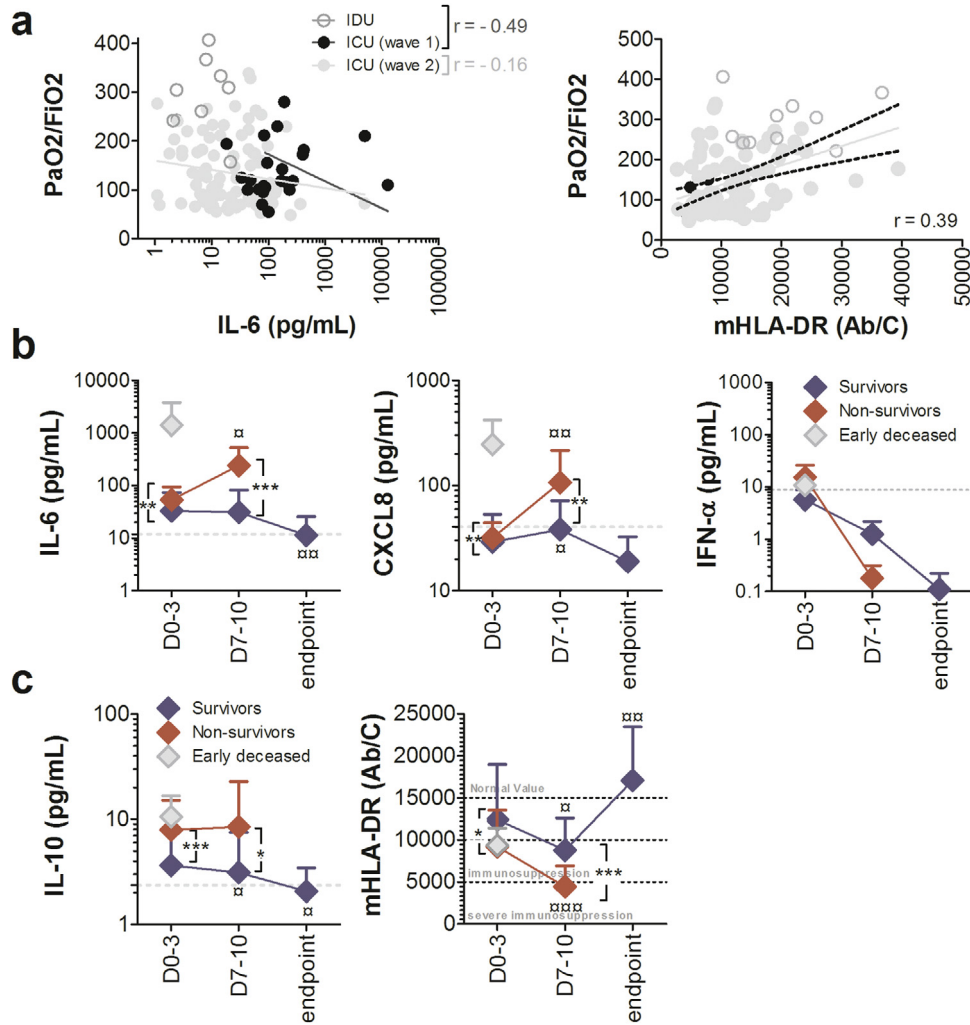 a
IDU
ICU (wave 1)
ICU (wave 2)
r = - 0.49
r = - 0.16
PaO2/FiO2
400
300
200
100
0
1
10
100
1000
10000
100000
IL-6 (pg/mL)
PaO2/FiO2
500
400
300
200
100
0
r = 0.39
0
10000
20000
30000
40000
50000
mHLA-DR (Ab/C)
b
IL-6 (pg/mL)
10000
1000
100
10
1
**
¤
***
¤¤
D0-3
D7-10
endpoint
CXCL8 (pg/mL)
1000
100
10
**
¤¤
**
¤
D0-3
D7-10
endpoint
IFN-α (pg/mL)
1000
100
10
1
0.1
Survivors
Non-survivors
Early deceased
D0-3
D7-10
endpoint
c
IL-10 (pg/mL)
100
10
1
Survivors
Non-survivors
Early deceased
***
*
¤
¤
D0-3
D7-10
endpoint
mHLA-DR (Ab/C)
25000
20000
15000
10000
5000
0
¤¤
Normal Value
¤
*
immunosuppression
***
¤¤¤
severe immunosuppression
D0-3
D7-10
endpoint